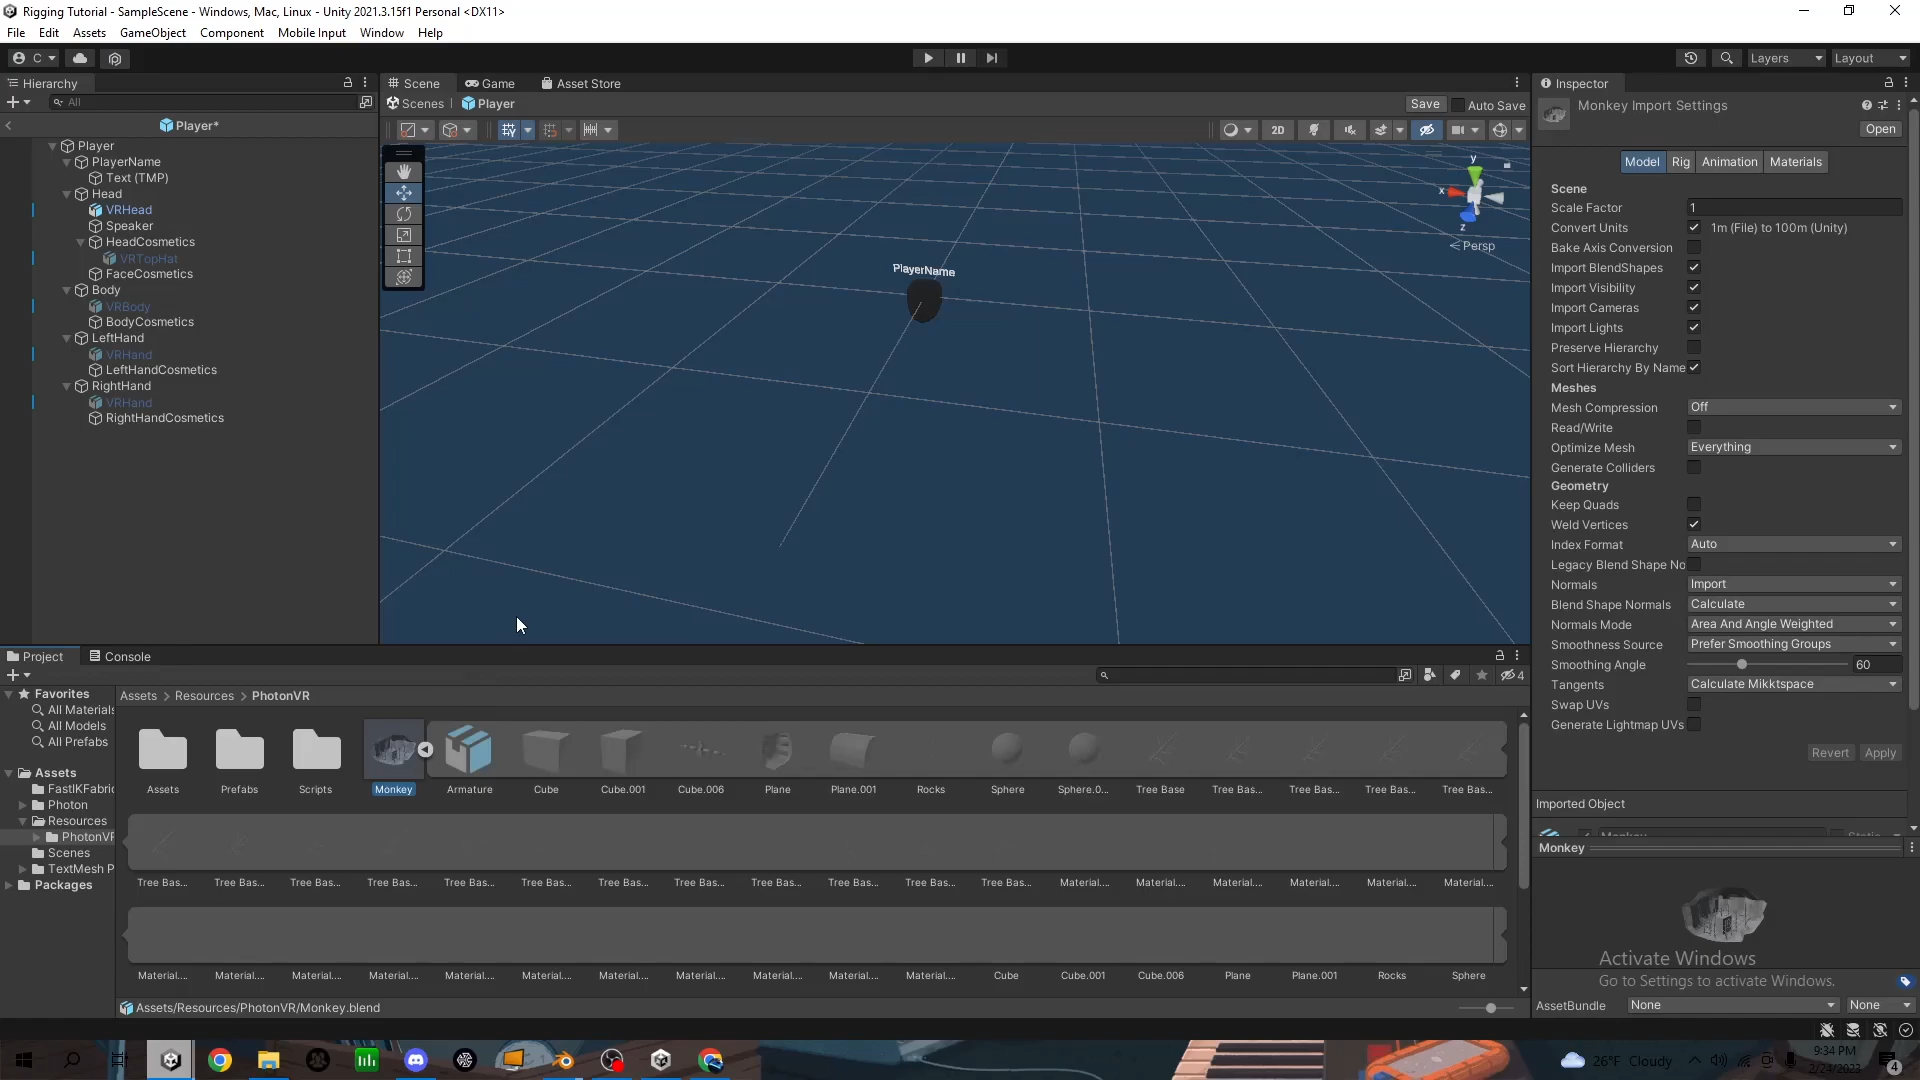 Rigging Tutorial - SampleScene - Windows, Mac, Linux - Unity 2021.3.15f1 Personal <DX11>
File Edit Assets GameObject Component Mobile Input Window Help
C Layers Layout
Hierarchy
All
Player*
Player
PlayerName
Text (TMP)
Head
VRHead
Speaker
HeadCosmetics
VRTopHat
FaceCosmetics
Body
VRBody
BodyCosmetics
LeftHand
VRHand
LeftHandCosmetics
RightHand
VRHand
RightHandCosmetics
Scene Game Asset Store
Scenes Player Save Auto Save
2D
y
x
z
Persp
PlayerName
Inspector
Monkey Import Settings
Open
Model Rig Animation Materials
Scene
Scale Factor 1
Convert Units 1m (File) to 100m (Unity)
Bake Axis Conversion
Import BlendShapes
Import Visibility
Import Cameras
Import Lights
Preserve Hierarchy
Sort Hierarchy By Name
Meshes
Mesh Compression Off
Read/Write
Optimize Mesh Everything
Generate Colliders
Geometry
Keep Quads
Weld Vertices
Index Format Auto
Legacy Blend Shape No
Normals Import
Blend Shape Normals Calculate
Normals Mode Area And Angle Weighted
Smoothness Source Prefer Smoothing Groups
Smoothing Angle 60
Tangents Calculate Mikktspace
Swap UVs
Generate Lightmap UVs
Revert Apply
Imported Object
Monkey
Activate Windows
Go to Settings to activate Windows.
AssetBundle None None
Project Console
4
Favorites
All Materials
All Models
All Prefabs
Assets
FastIKFabric
Photon
Resources
PhotonVR
Scenes
TextMesh P
Packages
Assets > Resources > PhotonVR
Assets Prefabs Scripts Monkey Armature Cube Cube.001 Cube.006 Plane Plane.001 Rocks Sphere Sphere.0... Tree Base Tree Bas... Tree Bas... Tree Bas... Tree Bas...
Tree Bas... Tree Bas... Tree Bas... Tree Bas... Tree Bas... Tree Bas... Tree Bas... Tree Bas... Tree Bas... Tree Bas... Tree Bas... Tree Bas... Material.... Material.... Material.... Material.... Material.... Material....
Material.... Material.... Material.... Material.... Material.... Material.... Material.... Material.... Material.... Material.... Material.... Cube Cube.001 Cube.006 Plane Plane.001 Rocks Sphere
Assets/Resources/PhotonVR/Monkey.blend
26°F Cloudy
9:34 PM
4